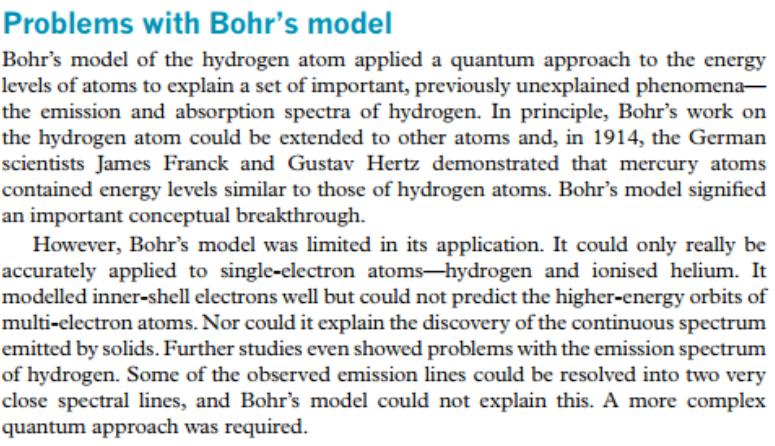 Problems with Bohr's model
Bohr's model of the hydrogen atom applied a quantum approach to the energy
levels of atoms to explain a set of important, previously unexplained phenomena—
the emission and absorption spectra of hydrogen. In principle, Bohr's work on
the hydrogen atom could be extended to other atoms and, in 1914, the German
scientists James Franck and Gustav Hertz demonstrated that mercury atoms
contained energy levels similar to those of hydrogen atoms. Bohr's model signified
an important conceptual breakthrough.
However, Bohr's model was limited in its application. It could only really be
accurately applied to single-electron atoms—hydrogen and ionised helium. It
modelled inner-shell electrons well but could not predict the higher-energy orbits of
multi-electron atoms. Nor could it explain the discovery of the continuous spectrum
emitted by solids. Further studies even showed problems with the emission spectrum
of hydrogen. Some of the observed emission lines could be resolved into two very
close spectral lines, and Bohr's model could not explain this. A more complex
quantum approach was required.